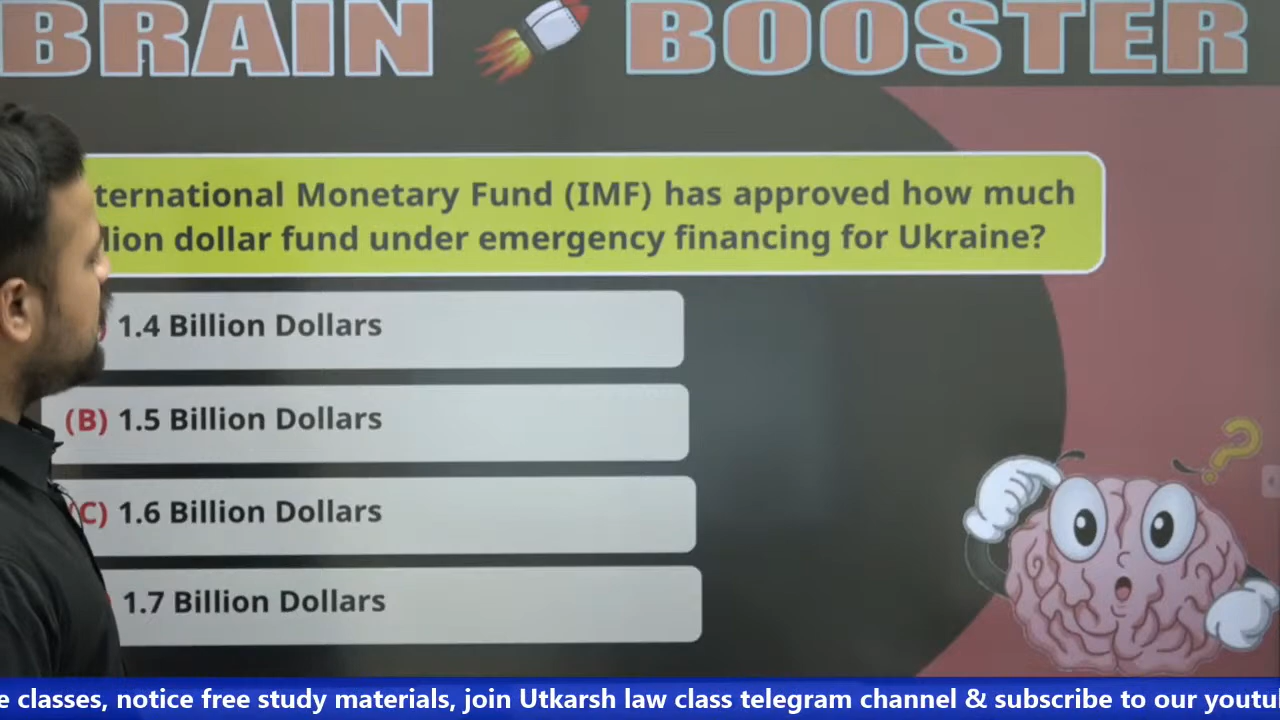 BRAIN BOOSTER
ternational Monetary Fund (IMF) has approved how much
lion dollar fund under emergency financing for Ukraine?
1.4 Billion Dollars
(B) 1.5 Billion Dollars
(C) 1.6 Billion Dollars
1.7 Billion Dollars
e classes, notice free study materials, join Utkarsh law class telegram channel & subscribe to our youtu